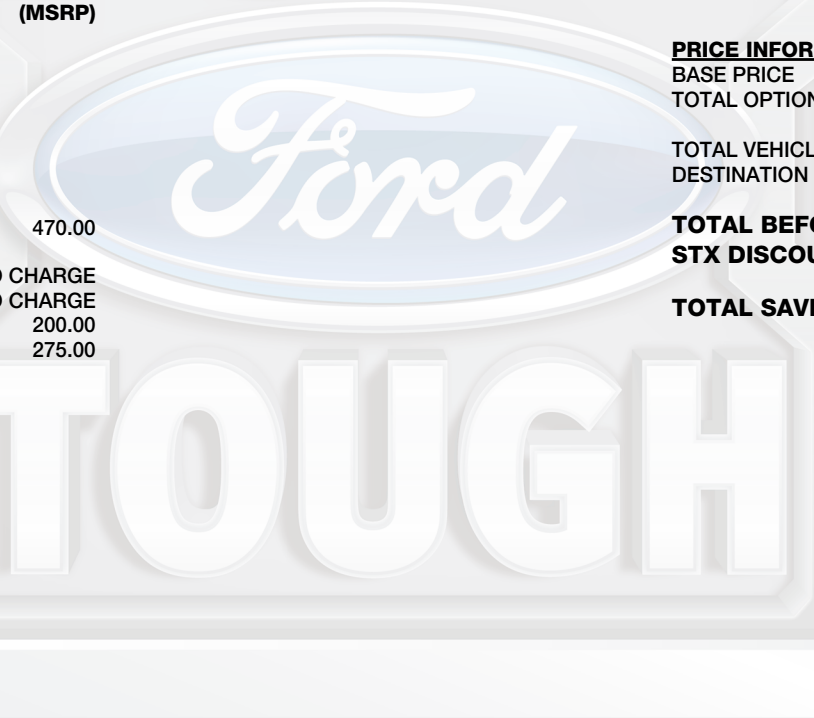 (MSRP)
470.00
O CHARGE
O CHARGE
200.00
275.00
PRICE INFOR
BASE PRICE
TOTAL OPTION
TOTAL VEHICL
DESTINATION
TOTAL BEFO
STX DISCOU
TOTAL SAVI
Ford
TOUGH